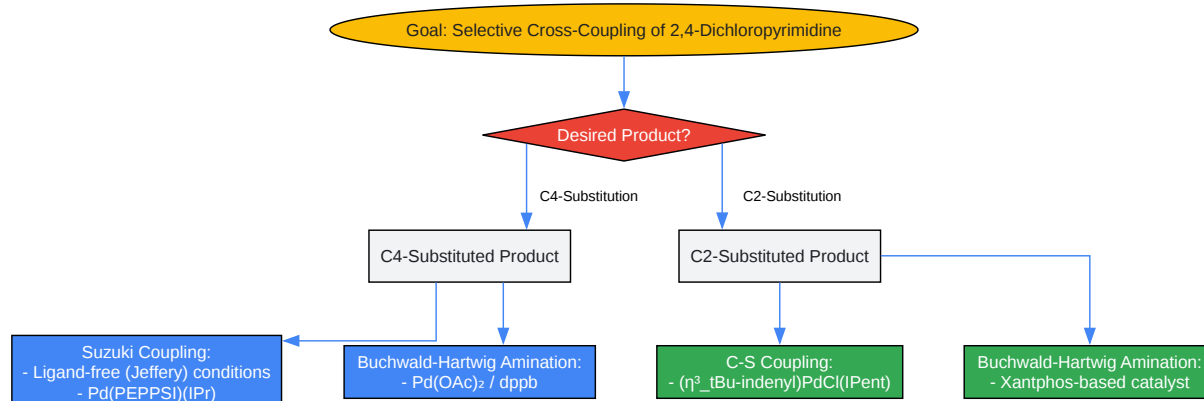 Goal: Selective Cross-Coupling of 2,4-Dichloropyrimidine
Desired Product?
C4-Substitution
C2-Substitution
C4-Substituted Product
C2-Substituted Product
Suzuki Coupling:
- Ligand-free (Jeffery) conditions
- Pd(PEPPSI)(IPr)
Buchwald-Hartwig Amination:
- Pd(OAc)₂ / dppb
C-S Coupling:
- (η³_tBu-indenyl)PdCl(IPent)
Buchwald-Hartwig Amination:
- Xantphos-based catalyst